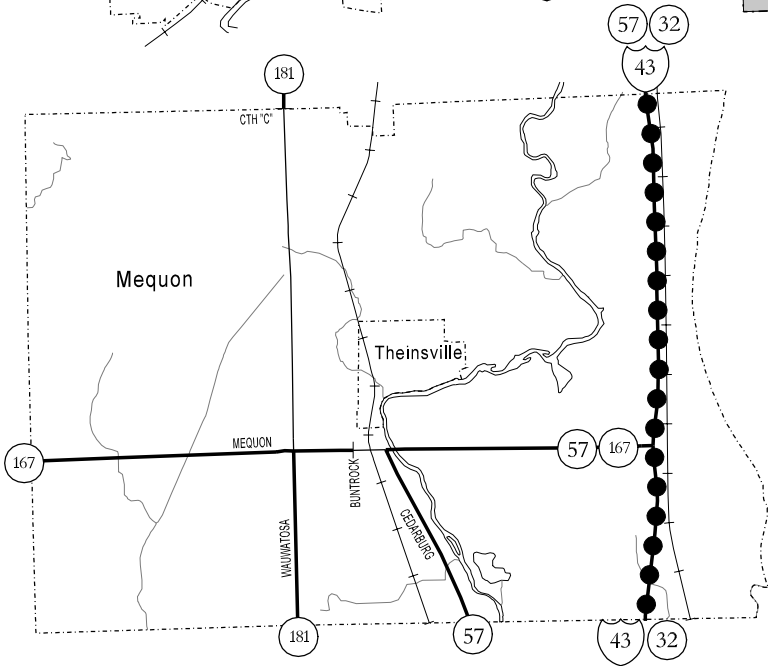 57 32
43
181
CTH "C"
Mequon
Theinsville
MEQUON
167
57 167
BUNTROCK
WAUWATOSA
CEDARBURG
181
57
43 32